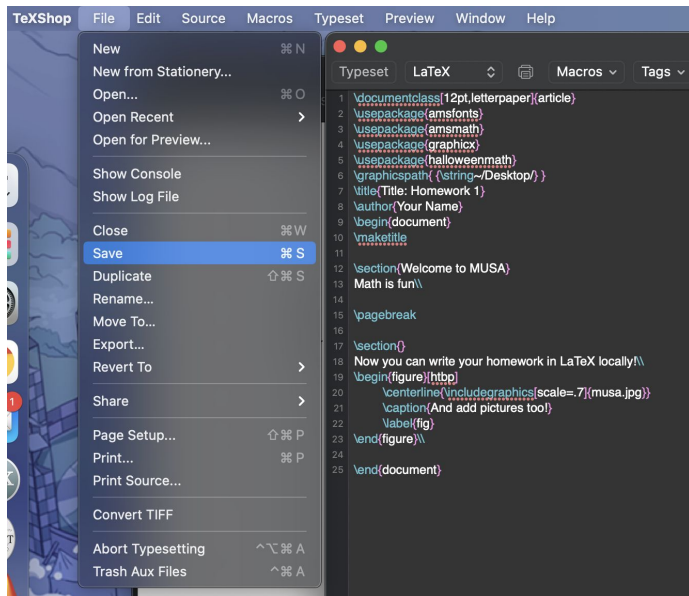 TeXShop File Edit Source Macros Typeset Preview Window Help
New ⌘ N
New from Stationery...
Open... ⌘ O
Open Recent >
Open for Preview...
Show Console
Show Log File
Close ⌘ W
Save ⌘ S
Duplicate ⇧ ⌘ S
Rename...
Move To...
Export...
Revert To >
Share >
Page Setup... ⇧ ⌘ P
Print... ⌘ P
Print Source...
Convert TIFF
Abort Typesetting ^ ⌥ ⌘ A
Trash Aux Files ^ ⌘ A
Typeset LaTeX Macros Tags
1 \documentclass[12pt,letterpaper]{article}
2 \usepackage{amsfonts}
3 \usepackage{amsmath}
4 \usepackage{graphicx}
5 \usepackage{halloweenmath}
6 \graphicspath{ {\string~/Desktop/} }
7 \title{Title: Homework 1}
8 \author{Your Name}
9 \begin{document}
10 \maketitle
11
12 \section{Welcome to MUSA}
13 Math is fun\\
14
15 \pagebreak
16
17 \section{}
18 Now you can write your homework in LaTeX locally!\\
19 \begin{figure}[htbp]
20 \centerline{\includegraphics[scale=.7]{musa.jpg}}
21 \caption{And add pictures too!}
22 \label{fig}
23 \end{figure}\\
24
25 \end{document}
1